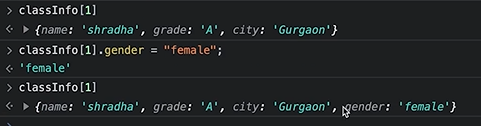 > classInfo[1]
<· ▶ {name: 'shradha', grade: 'A', city: 'Gurgaon'}
> classInfo[1].gender = "female";
<· 'female'
> classInfo[1]
<· ▶ {name: 'shradha', grade: 'A', city: 'Gurgaon', gender: 'female'}